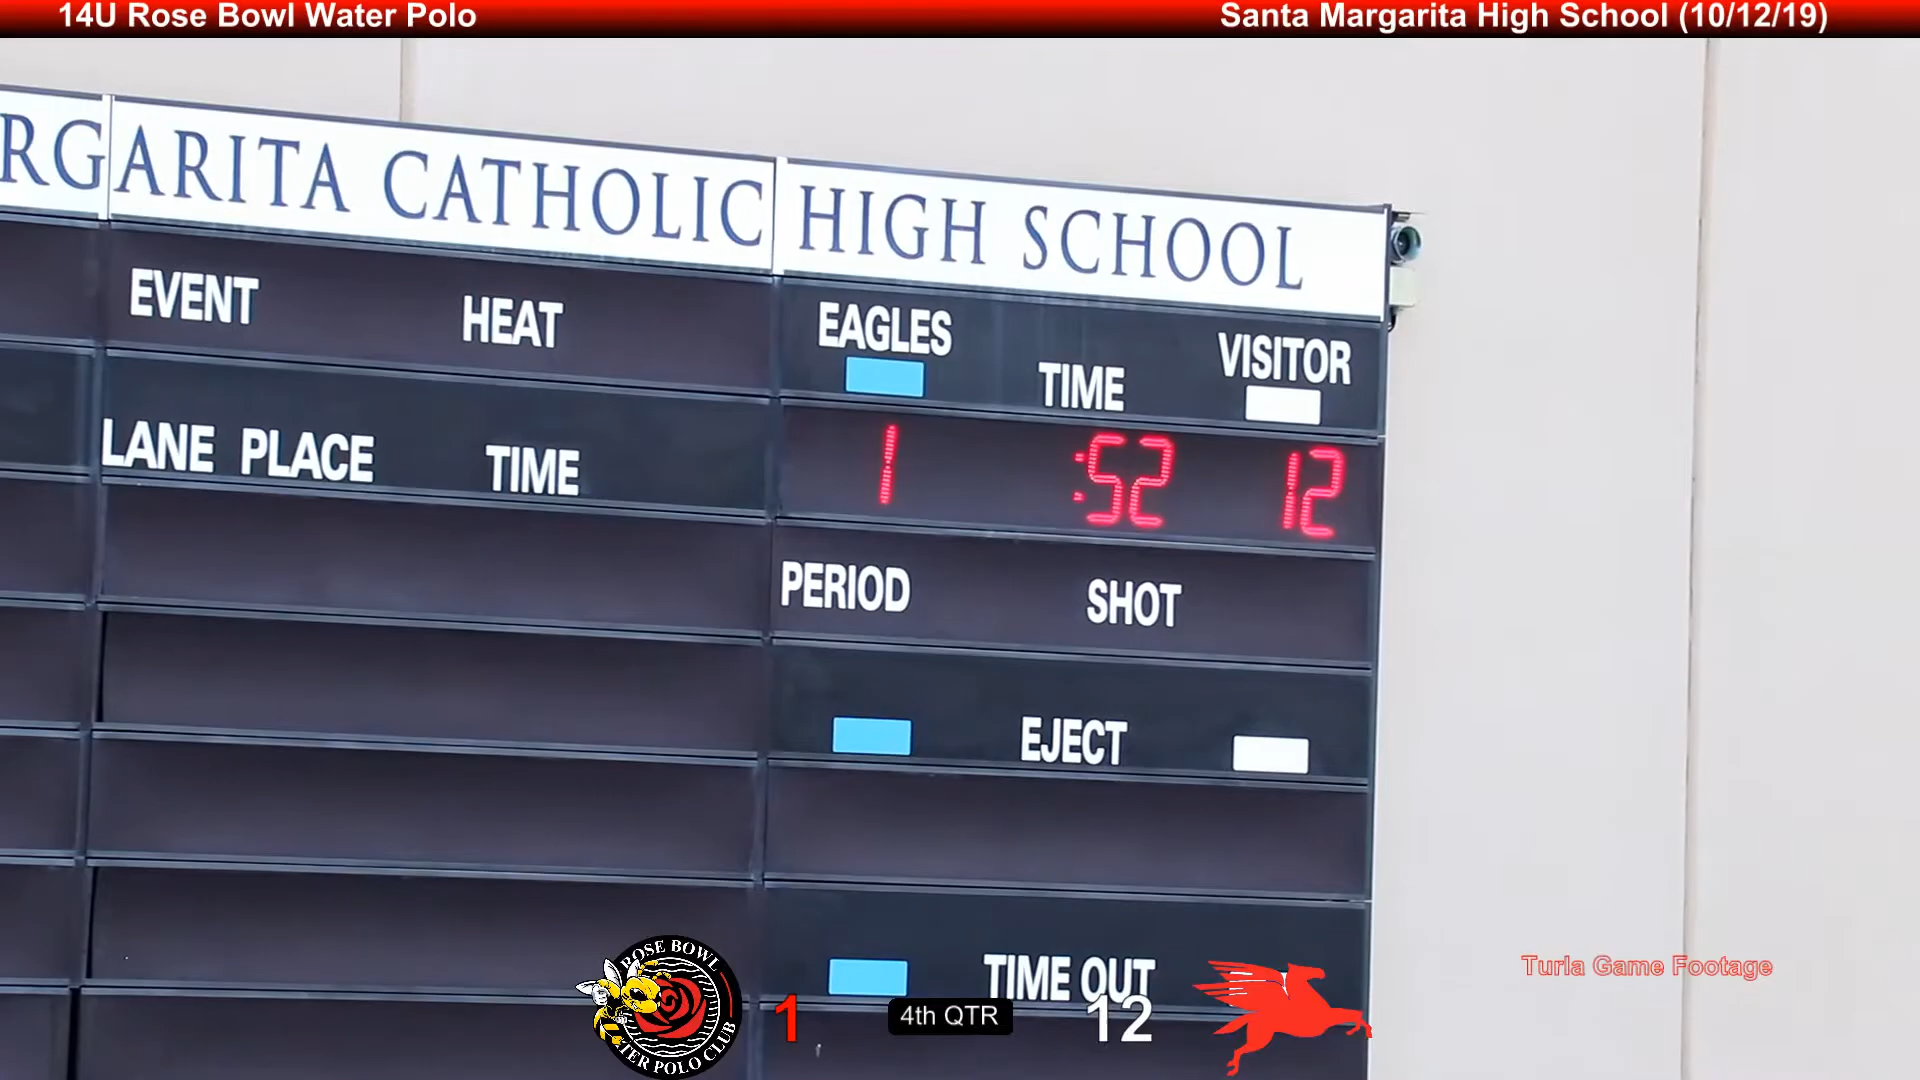 14U Rose Bowl Water Polo
Santa Margarita High School (10/12/19)
RGARITA CATHOLIC HIGH SCHOOL
EVENT HEAT
EAGLES TIME VISITOR
LANE PLACE TIME
1 :52 12
PERIOD SHOT
EJECT
TIME OUT
ROSE BOWL
TER POLO CLUB
1 4th QTR 12
Turla Game Footage